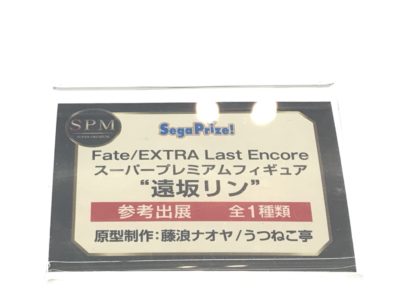 SPM
SegaPrize!
Fate/EXTRA Last Encore
スーパープレミアムフィギュア
“遠坂リン”
参考出展 全1種類
原型制作：藤浪ナオヤ/うつねこ亭